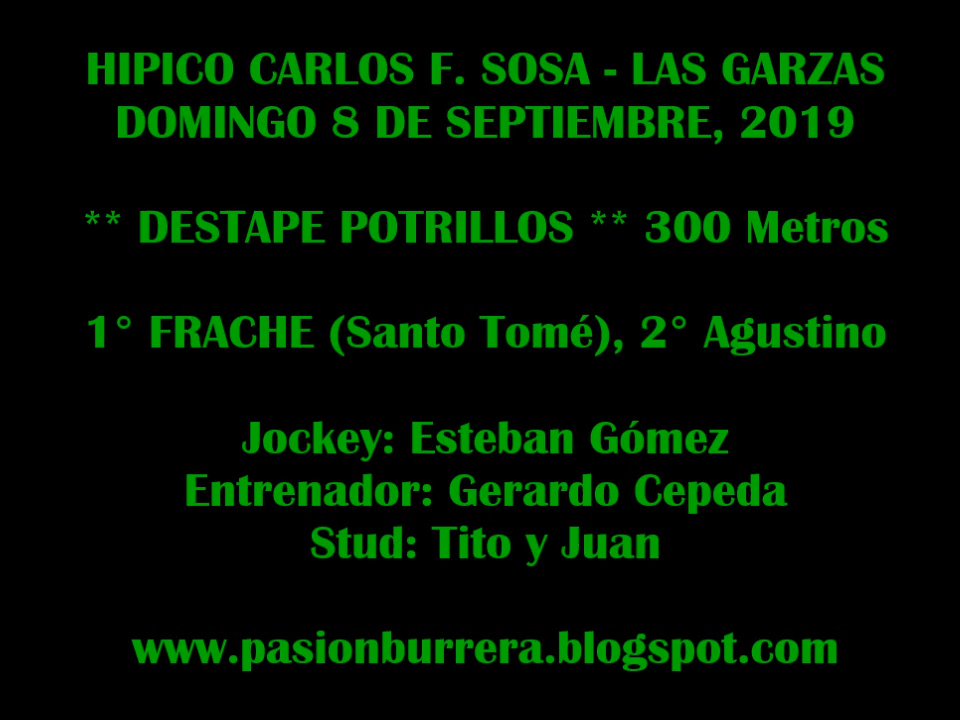 HIPICO CARLOS F. SOSA - LAS GARZAS
DOMINGO 8 DE SEPTIEMBRE, 2019
** DESTAPE POTRILLOS ** 300 Metros
1° FRACHE (Santo Tomé), 2° Agustino
Jockey: Esteban Gómez
Entrenador: Gerardo Cepeda
Stud: Tito y Juan
www.pasionburrera.blogspot.com